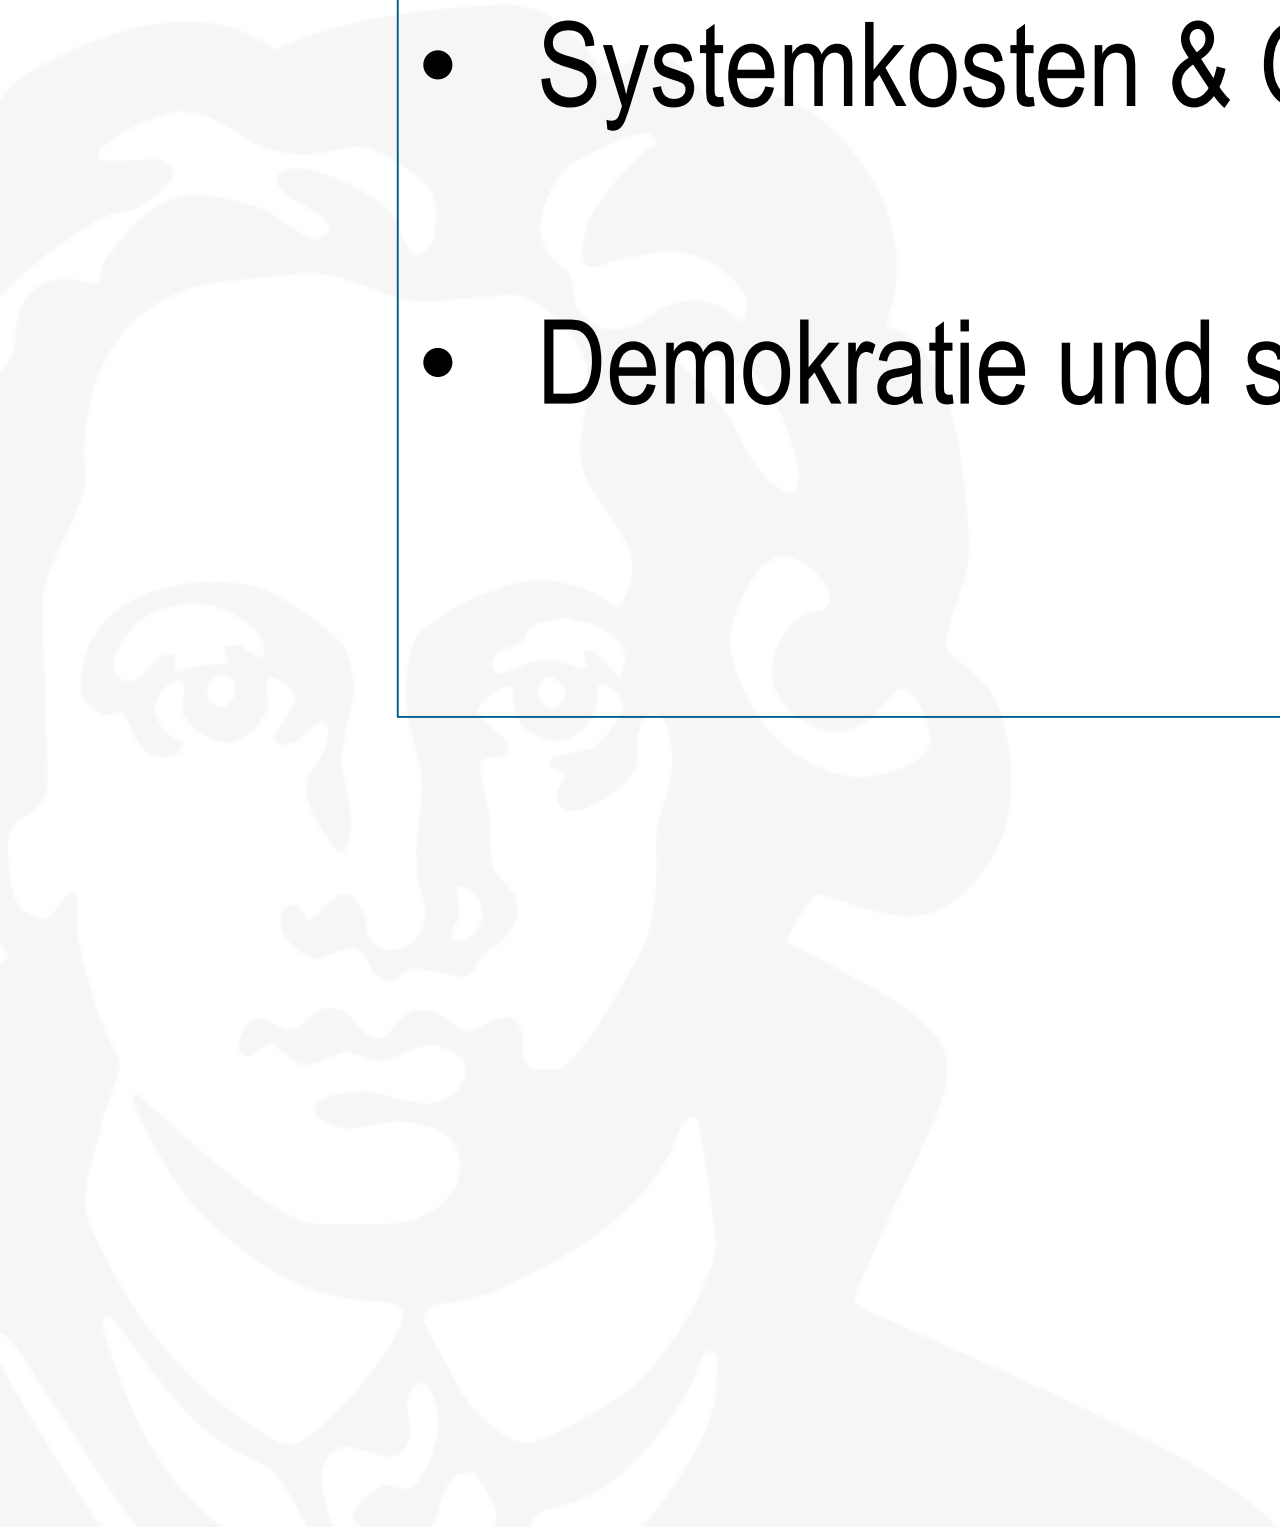 • Systemkosten &
• Demokratie und